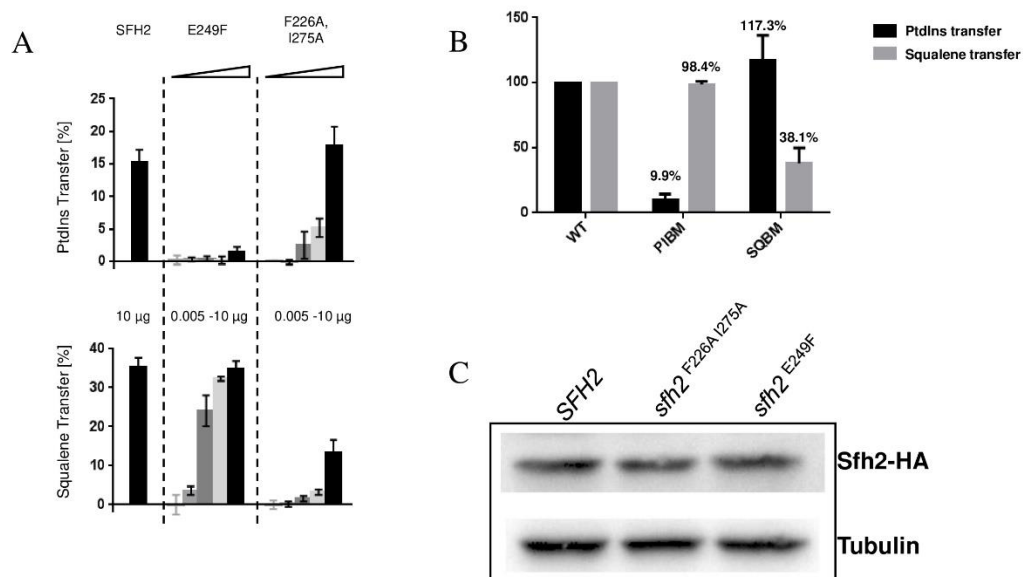 A
SFH2
E249F
F226A,
I275A
PtdIns Transfer [%]
25
20
15
10
5
0
10 µg
0.005 -10 µg
0.005 -10 µg
Squalene Transfer [%]
40
30
20
10
0
B
150
100
50
0
117.3%
98.4%
38.1%
9.9%
WT
PIBM
SQBM
PtdIns transfer
Squalene transfer
C
SFH2
sfh2 F226A I275A
sfh2 E249F
Sfh2-HA
Tubulin